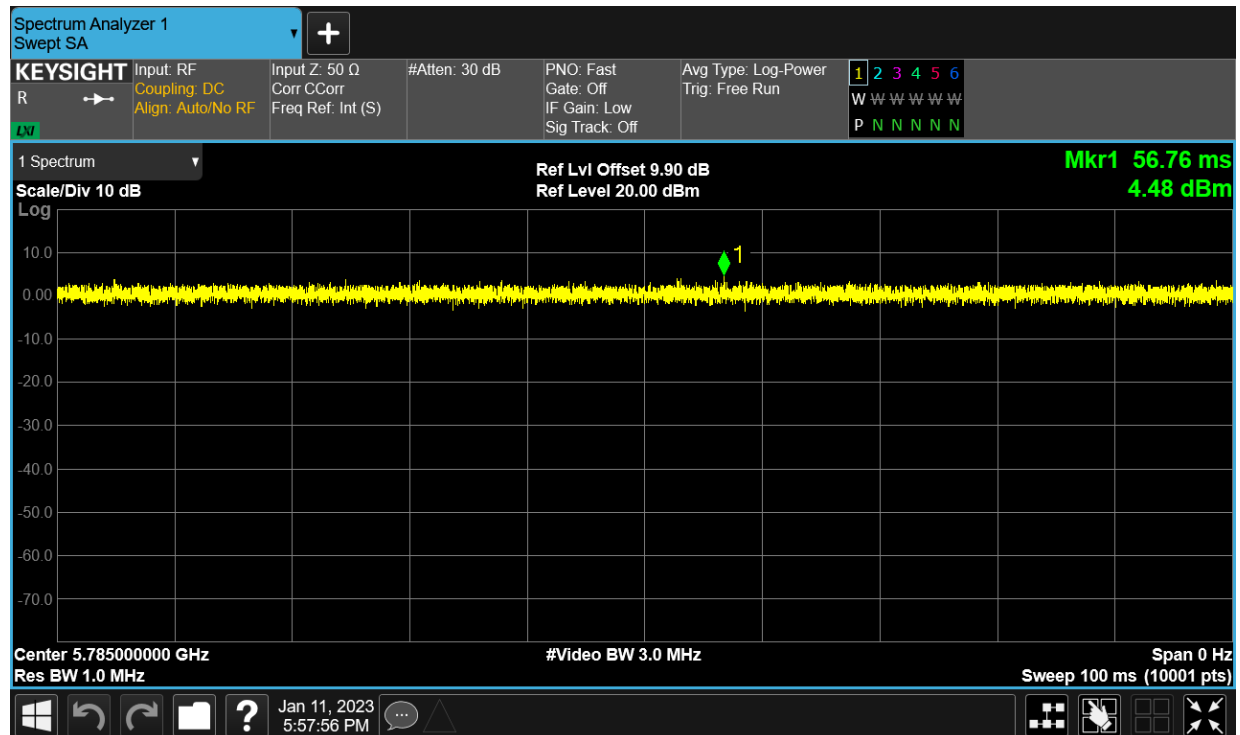 Spectrum Analyzer 1
Swept SA
KEYSIGHT
R
LXI
Input: RF
Coupling: DC
Align: Auto/No RF
Input Z: 50 Ω
Corr CCorr
Freq Ref: Int (S)
#Atten: 30 dB
PNO: Fast
Gate: Off
IF Gain: Low
Sig Track: Off
Avg Type: Log-Power
Trig: Free Run
1 2 3 4 5 6
W W W W W W
P N N N N N
1 Spectrum
Scale/Div 10 dB
Ref Lvl Offset 9.90 dB
Ref Level 20.00 dBm
Mkr1 56.76 ms
4.48 dBm
Log
10.0
1
0.00
-10.0
-20.0
-30.0
-40.0
-50.0
-60.0
-70.0
Center 5.785000000 GHz
Res BW 1.0 MHz
#Video BW 3.0 MHz
Span 0 Hz
Sweep 100 ms (10001 pts)
?
Jan 11, 2023
5:57:56 PM